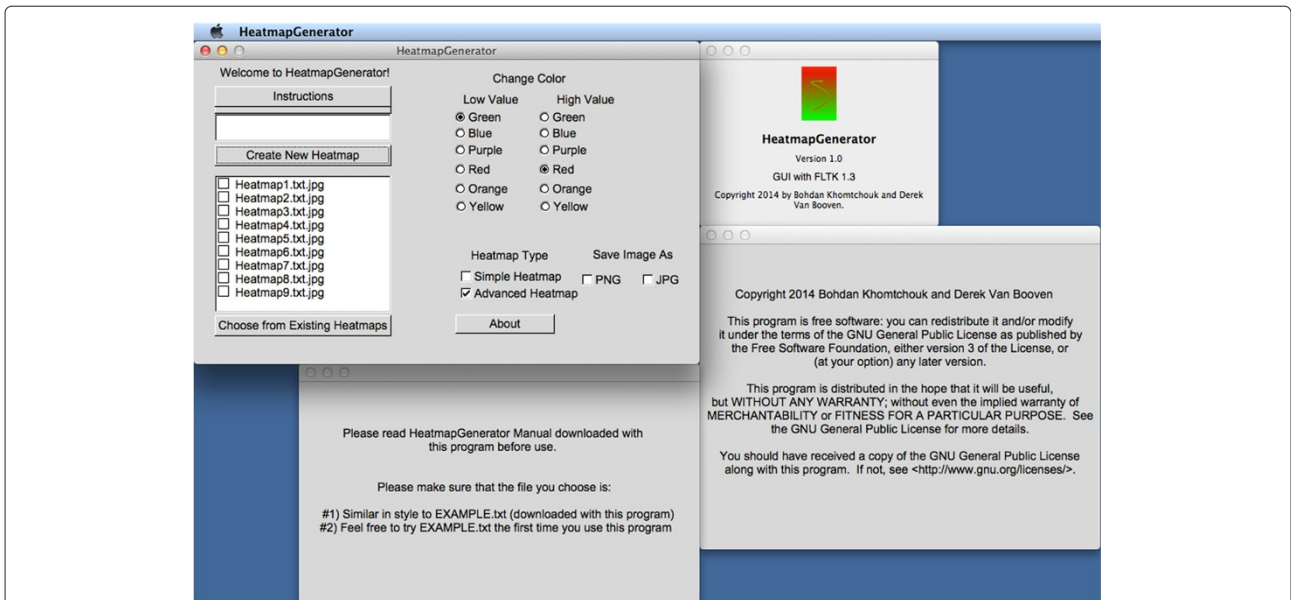 HeatmapGenerator
HeatmapGenerator
Welcome to HeatmapGenerator!
Instructions
Create New Heatmap
Heatmap1.txt.jpg
Heatmap2.txt.jpg
Heatmap3.txt.jpg
Heatmap4.txt.jpg
Heatmap5.txt.jpg
Heatmap6.txt.jpg
Heatmap7.txt.jpg
Heatmap8.txt.jpg
Heatmap9.txt.jpg
Choose from Existing Heatmaps
Change Color
Low Value High Value
Green Green
Blue Blue
Purple Purple
Red Red
Orange Orange
Yellow Yellow
Heatmap Type Save Image As
Simple Heatmap PNG JPG
Advanced Heatmap
About
HeatmapGenerator
Version 1.0
GUI with FLTK 1.3
Copyright 2014 by Bohdan Khomtchouk and Derek
Van Booven.
Copyright 2014 Bohdan Khomtchouk and Derek Van Booven
This program is free software: you can redistribute it and/or modify
it under the terms of the GNU General Public License as published by
the Free Software Foundation, either version 3 of the License, or
(at your option) any later version.
This program is distributed in the hope that it will be useful,
but WITHOUT ANY WARRANTY; without even the implied warranty of
MERCHANTABILITY or FITNESS FOR A PARTICULAR PURPOSE. See
the GNU General Public License for more details.
You should have received a copy of the GNU General Public License
along with this program. If not, see <http://www.gnu.org/licenses/>.
Please read HeatmapGenerator Manual downloaded with
this program before use.
Please make sure that the file you choose is:
#1) Similar in style to EXAMPLE.txt (downloaded with this program)
#2) Feel free to try EXAMPLE.txt the first time you use this program